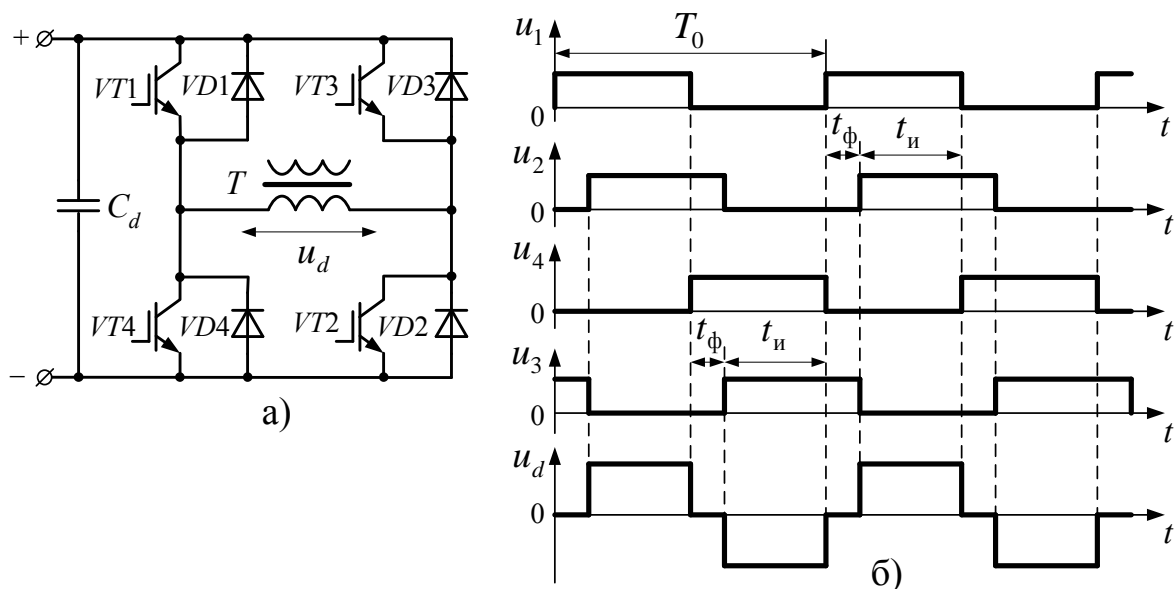 +
VT1
VD1
VT3
VD3
C_d
T
u_d
VT4
VD4
VT2
VD2
−
а)
u_1
T_0
0
t
t_ф
t_и
u_2
0
t
u_4
0
t
t_ф
t_и
u_3
0
t
u_d
0
t
б)